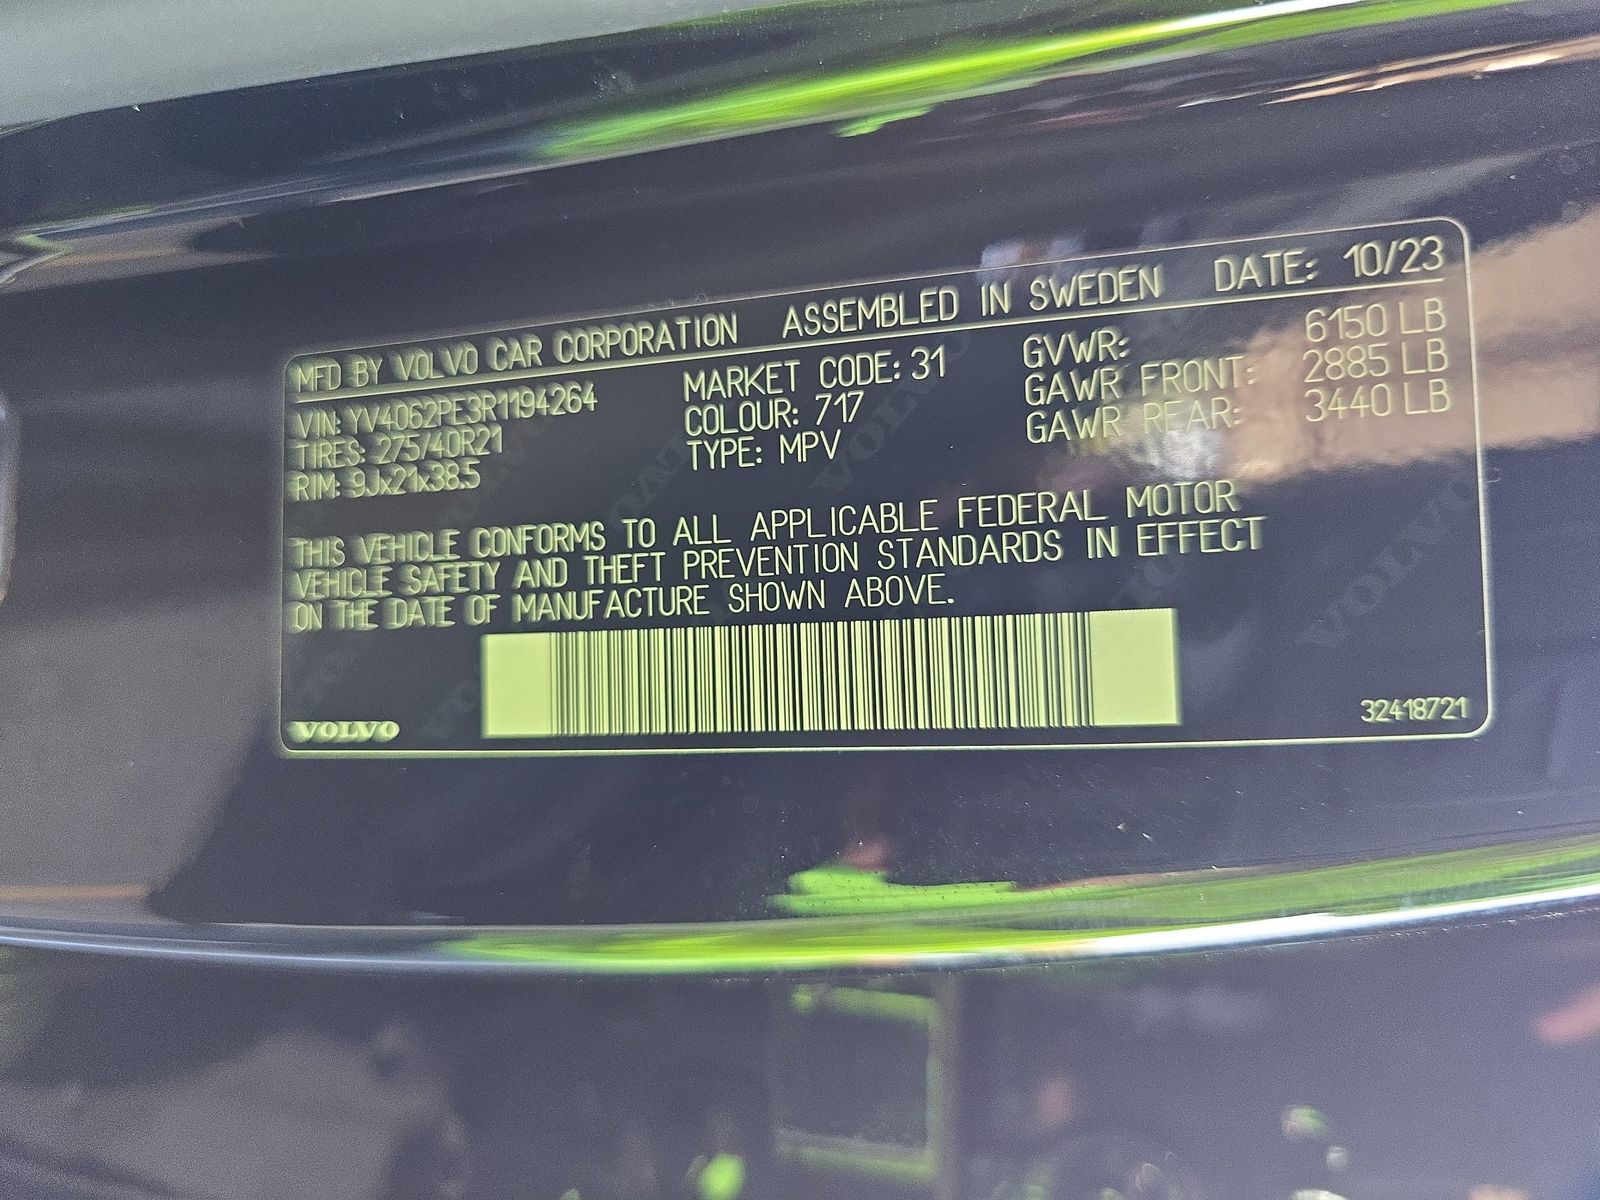 MFD BY VOLVO CAR CORPORATION ASSEMBLED IN SWEDEN DATE: 10/23
VIN: YV4062PE3R1194264 MARKET CODE: 31 GVWR: 6150 LB
TIRES: 275/40R21 COLOUR: 717 GAWR FRONT: 2885 LB
RIM: 9Jx21x38.5 TYPE: MPV GAWR REAR: 3440 LB
THIS VEHICLE CONFORMS TO ALL APPLICABLE FEDERAL MOTOR
VEHICLE SAFETY AND THEFT PREVENTION STANDARDS IN EFFECT
ON THE DATE OF MANUFACTURE SHOWN ABOVE.
VOLVO 32418721